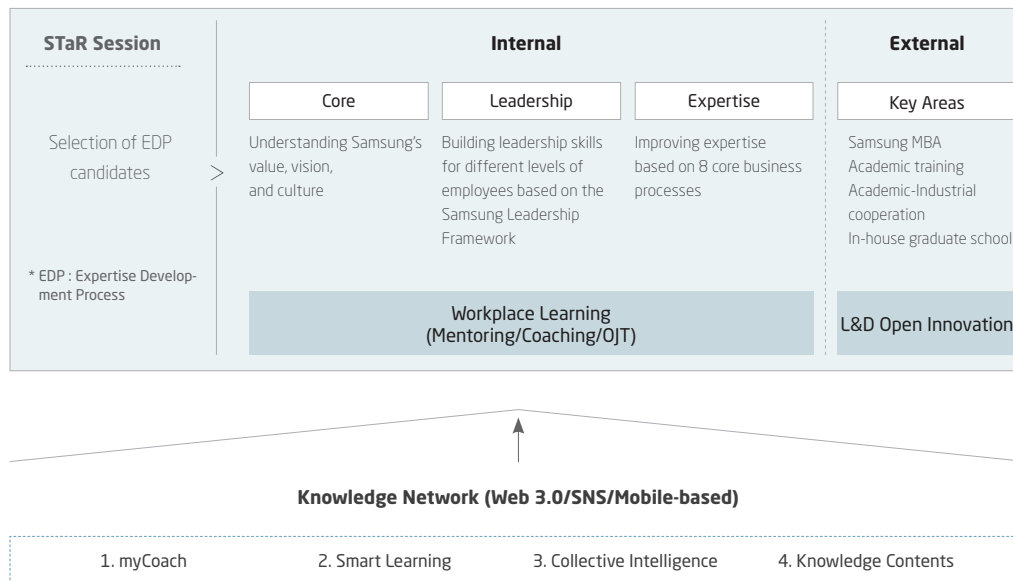 STaR Session
Selection of EDP
candidates
* EDP : Expertise Develop-
ment Process
>
Internal
Core
Understanding Samsung's
value, vision,
and culture
Leadership
Building leadership skills
for different levels of
employees based on the
Samsung Leadership
Framework
Expertise
Improving expertise
based on 8 core business
processes
Workplace Learning
(Mentoring/Coaching/OJT)
External
Key Areas
Samsung MBA
Academic training
Academic-Industrial
cooperation
In-house graduate school
L&D Open Innovation
Knowledge Network (Web 3.0/SNS/Mobile-based)
1. myCoach
2. Smart Learning
3. Collective Intelligence
4. Knowledge Contents